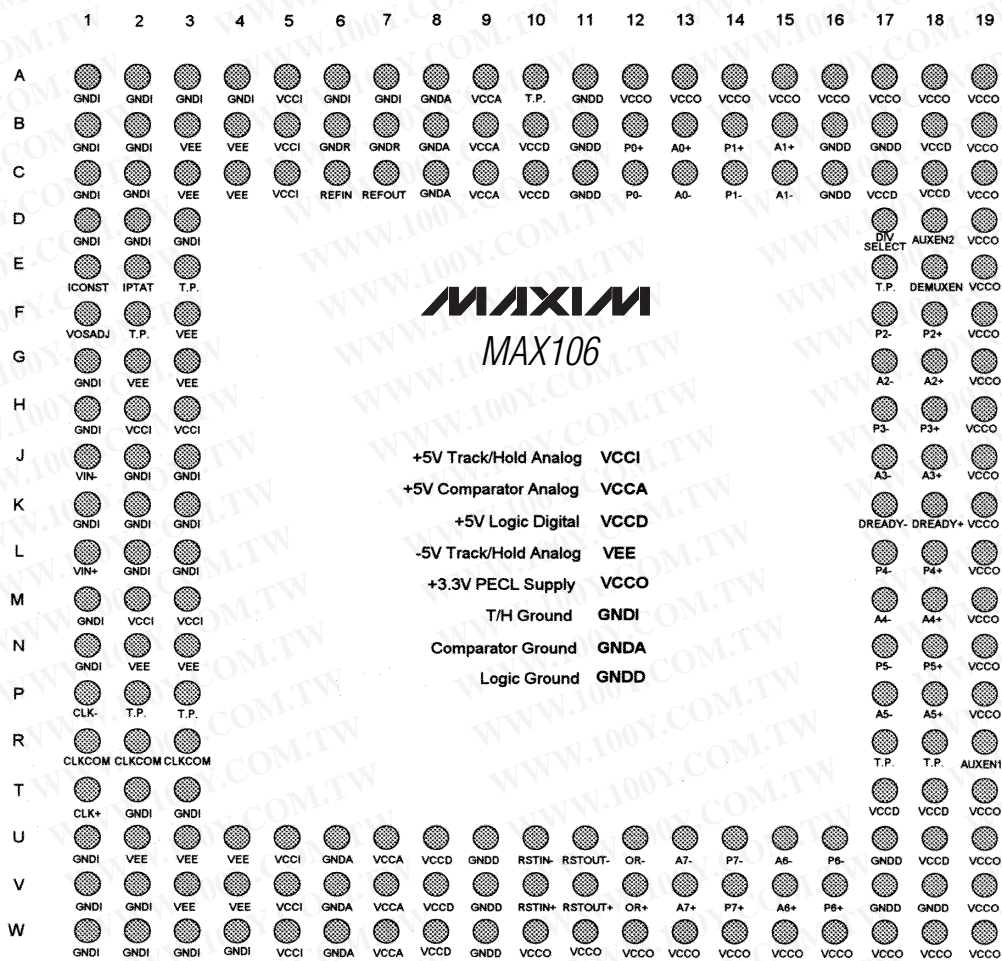 1 2 3 4 5 6 7 8 9 10 11 12 13 14 15 16 17 18 19
A
GNDI GNDI GNDI GNDI VCCI GNDI GNDI GNDA VCCA T.P. GNDD VCCO VCCO VCCO VCCO VCCO VCCO VCCO VCCO
B
GNDI GNDI VEE VEE VCCI GNDR GNDR GNDA VCCA VCCD GNDD P0+ A0+ P1+ A1+ GNDD GNDD VCCD VCCO
C
GNDI GNDI VEE VEE VCCI REFIN REFOUT GNDA VCCA VCCD GNDD P0- A0- P1- A1- GNDD VCCD VCCD VCCO
D
GNDI GNDI GNDI DIV SELECT AUXEN2 VCCO
E
ICONST IPTAT T.P. T.P. DEMUXEN VCCO
MAXIM
F
VOSADJ T.P. VEE P2- P2+ VCCO
MAX106
G
GNDI VEE VEE A2- A2+ VCCO
H
GNDI VCCI VCCI P3- P3+ VCCO
+5V Track/Hold Analog VCCI
J
VIN- GNDI GNDI A3- A3+ VCCO
+5V Comparator Analog VCCA
K
GNDI GNDI GNDI DREADY- DREADY+ VCCO
+5V Logic Digital VCCD
-5V Track/Hold Analog VEE
L
VIN+ GNDI GNDI P4- P4+ VCCO
+3.3V PECL Supply VCCO
M
GNDI VCCI VCCI A4- A4+ VCCO
T/H Ground GNDI
N
GNDI VEE VEE P5- P5+ VCCO
Comparator Ground GNDA
Logic Ground GNDD
P
CLK- T.P. T.P. A5- A5+ VCCO
R
CLKCOM CLKCOM CLKCOM T.P. T.P. AUXEN1
T
CLK+ GNDI GNDI VCCD VCCD VCCO
U
GNDI VEE VEE VEE VCCI GNDA VCCA VCCD GNDD RSTIN- RSTOUT- OR- A7- P7- A6- P6- GNDD VCCD VCCO
V
GNDI GNDI VEE VEE VCCI GNDA VCCA VCCD GNDD RSTIN+ RSTOUT+ OR+ A7+ P7+ A6+ P6+ GNDD GNDD VCCO
W
GNDI GNDI GNDI GNDI VCCI GNDA VCCA VCCD GNDD VCCO VCCO VCCO VCCO VCCO VCCO VCCO VCCO VCCO VCCO
WWW.100Y.COM.TW